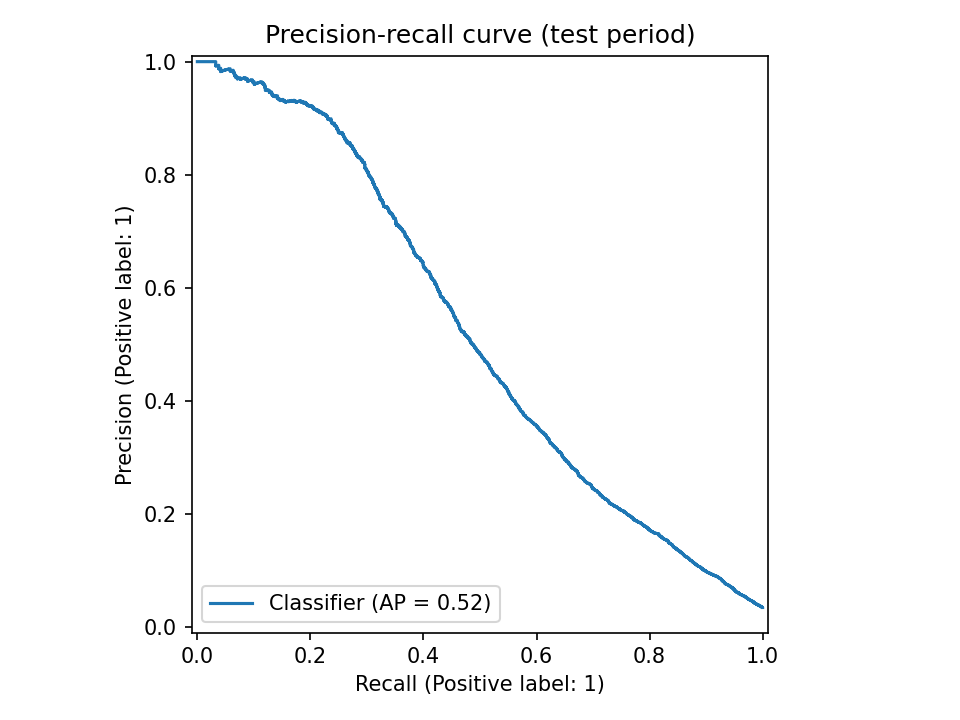 Precision-recall curve (test period)
1.0
0.8
0.6
0.4
0.2
0.0
Precision (Positive label: 1)
Classifier (AP = 0.52)
0.0 0.2 0.4 0.6 0.8 1.0
Recall (Positive label: 1)